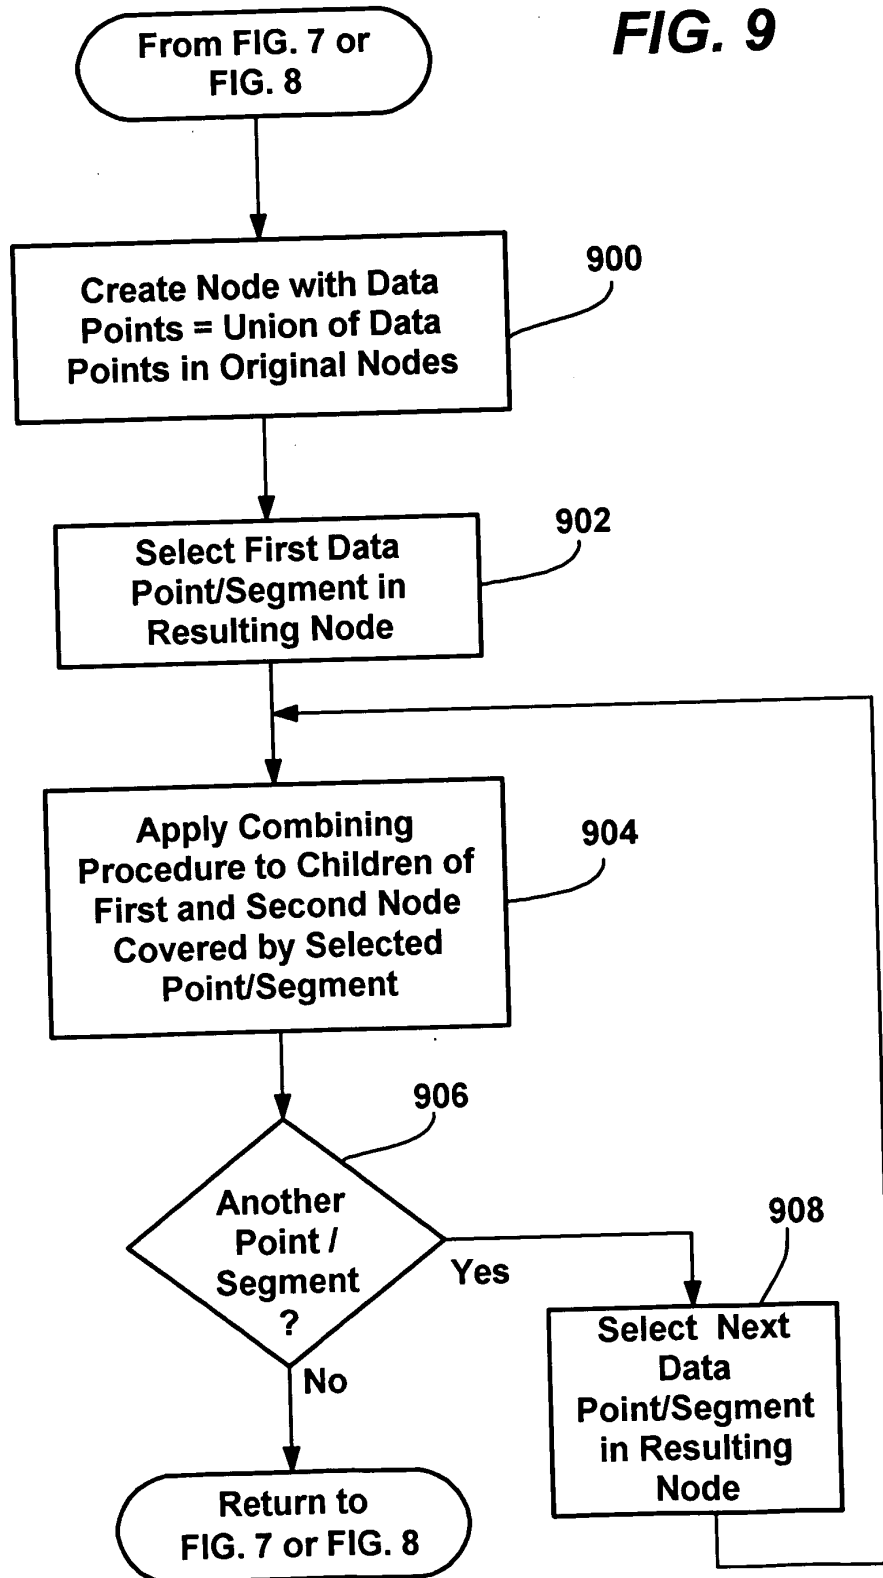 FIG. 9
From FIG. 7 or
FIG. 8
900
Create Node with Data
Points = Union of Data
Points in Original Nodes
902
Select First Data
Point/Segment in
Resulting Node
904
Apply Combining
Procedure to Children of
First and Second Node
Covered by Selected
Point/Segment
906
Another
Point /
Segment
?
Yes
No
908
Select Next
Data
Point/Segment
in Resulting
Node
Return to
FIG. 7 or FIG. 8